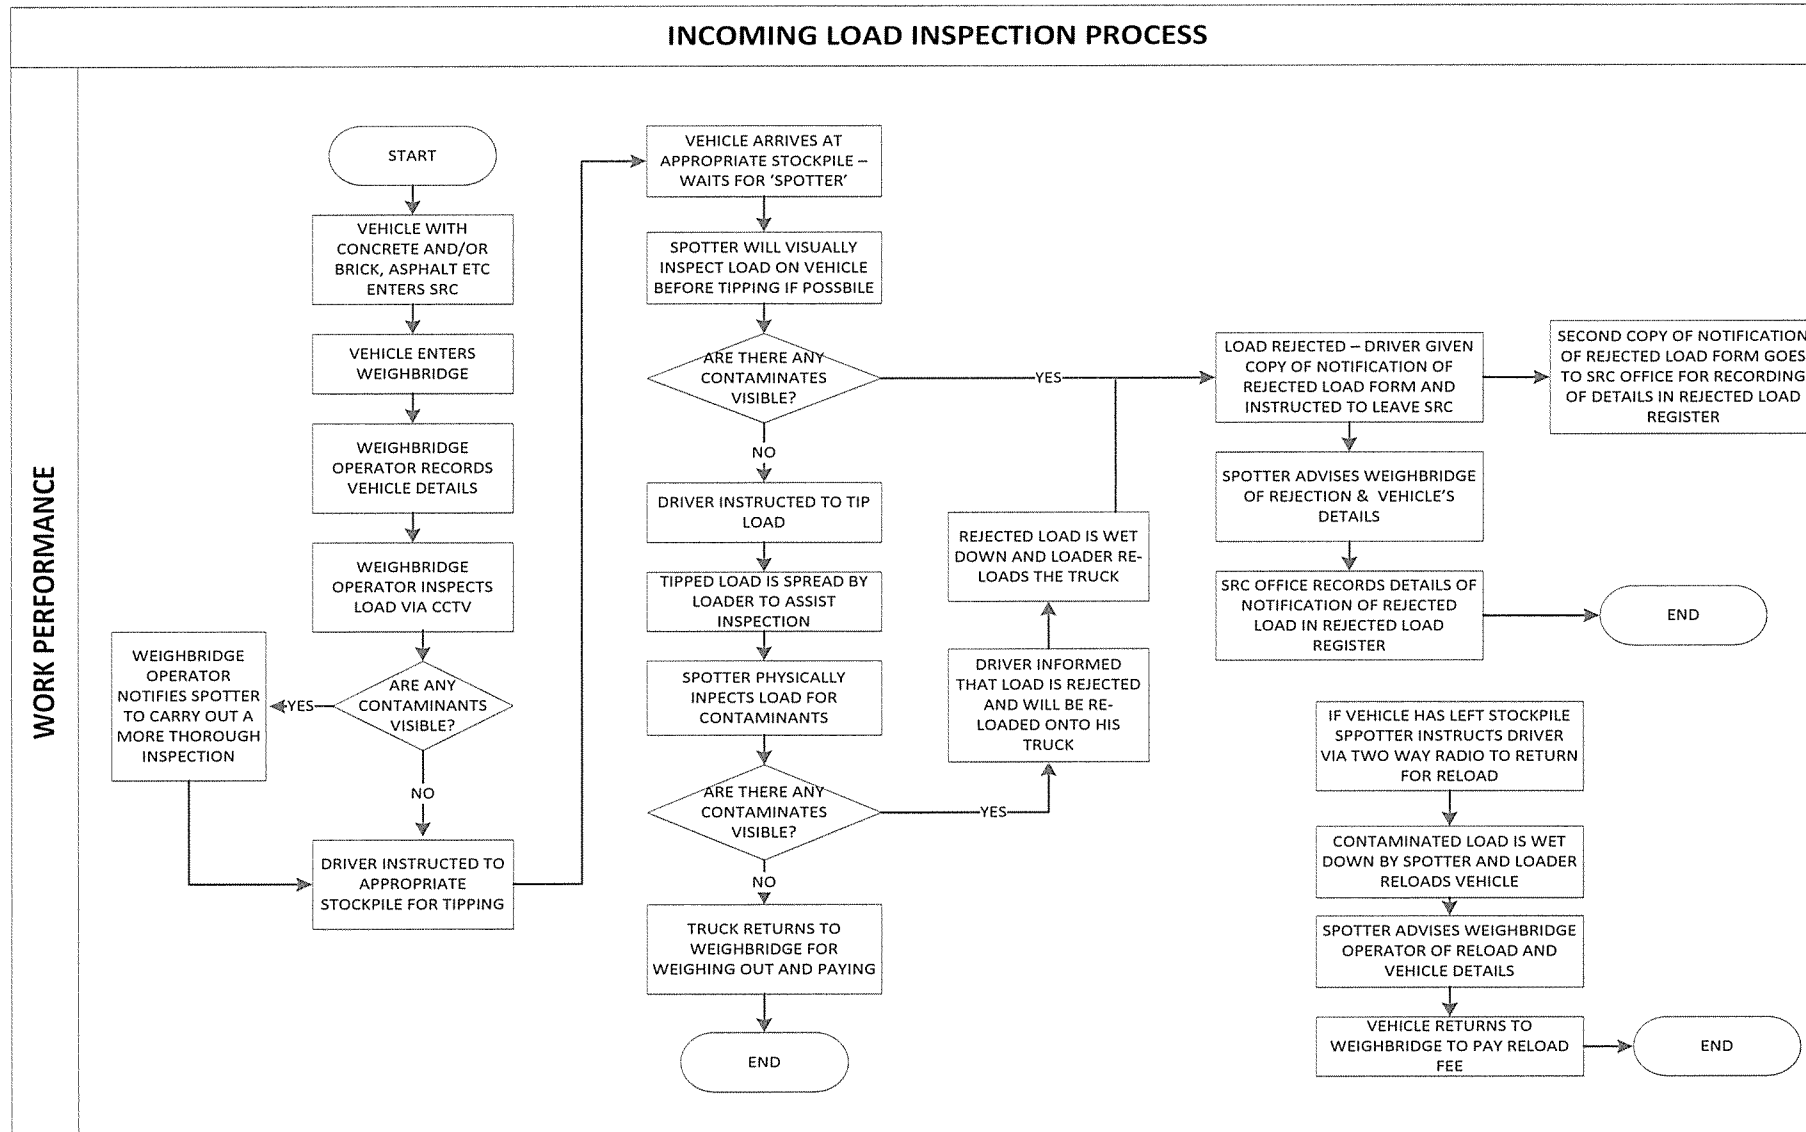 INCOMING LOAD INSPECTION PROCESS
WORK PERFORMANCE
START
VEHICLE WITH
CONCRETE AND/OR
BRICK, ASPHALT ETC
ENTERS SRC
VEHICLE ENTERS
WEIGHBRIDGE
WEIGHBRIDGE
OPERATOR RECORDS
VEHICLE DETAILS
WEIGHBRIDGE
OPERATOR INSPECTS
LOAD VIA CCTV
ARE ANY
CONTAMINANTS
VISIBLE?
YES
WEIGHBRIDGE
OPERATOR
NOTIFIES SPOTTER
TO CARRY OUT A
MORE THOROUGH
INSPECTION
NO
DRIVER INSTRUCTED TO
APPROPRIATE
STOCKPILE FOR TIPPING
VEHICLE ARRIVES AT
APPROPRIATE STOCKPILE –
WAITS FOR 'SPOTTER'
SPOTTER WILL VISUALLY
INSPECT LOAD ON VEHICLE
BEFORE TIPPING IF POSSBILE
ARE THERE ANY
CONTAMINATES
VISIBLE?
YES
NO
DRIVER INSTRUCTED TO TIP
LOAD
TIPPED LOAD IS SPREAD BY
LOADER TO ASSIST
INSPECTION
SPOTTER PHYSICALLY
INPECTS LOAD FOR
CONTAMINANTS
ARE THERE ANY
CONTAMINATES
VISIBLE?
YES
NO
TRUCK RETURNS TO
WEIGHBRIDGE FOR
WEIGHING OUT AND PAYING
END
REJECTED LOAD IS WET
DOWN AND LOADER RE-
LOADS THE TRUCK
DRIVER INFORMED
THAT LOAD IS REJECTED
AND WILL BE RE-
LOADED ONTO HIS
TRUCK
LOAD REJECTED – DRIVER GIVEN
COPY OF NOTIFICATION OF
REJECTED LOAD FORM AND
INSTRUCTED TO LEAVE SRC
SECOND COPY OF NOTIFICATION
OF REJECTED LOAD FORM GOES
TO SRC OFFICE FOR RECORDING
OF DETAILS IN REJECTED LOAD
REGISTER
SPOTTER ADVISES WEIGHBRIDGE
OF REJECTION & VEHICLE'S
DETAILS
SRC OFFICE RECORDS DETAILS OF
NOTIFICATION OF REJECTED
LOAD IN REJECTED LOAD
REGISTER
END
IF VEHICLE HAS LEFT STOCKPILE
SPPOTTER INSTRUCTS DRIVER
VIA TWO WAY RADIO TO RETURN
FOR RELOAD
CONTAMINATED LOAD IS WET
DOWN BY SPOTTER AND LOADER
RELOADS VEHICLE
SPOTTER ADVISES WEIGHBRIDGE
OPERATOR OF RELOAD AND
VEHICLE DETAILS
VEHICLE RETURNS TO
WEIGHBRIDGE TO PAY RELOAD
FEE
END